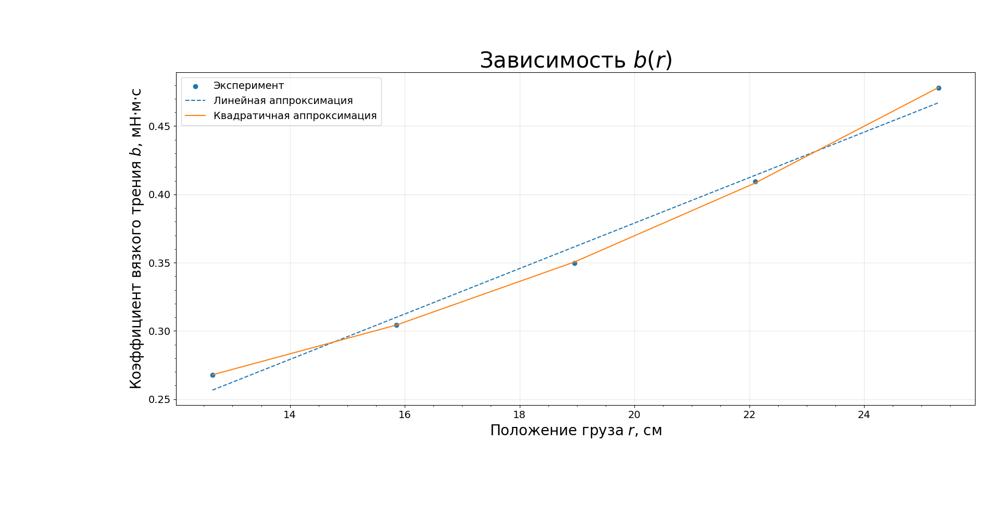 Зависимость b(r)
Эксперимент
Линейная аппроксимация
Квадратичная аппроксимация
Коэффициент вязкого трения b, мН·м·с
0.45
0.40
0.35
0.30
0.25
14 16 18 20 22 24
Положение груза r, см